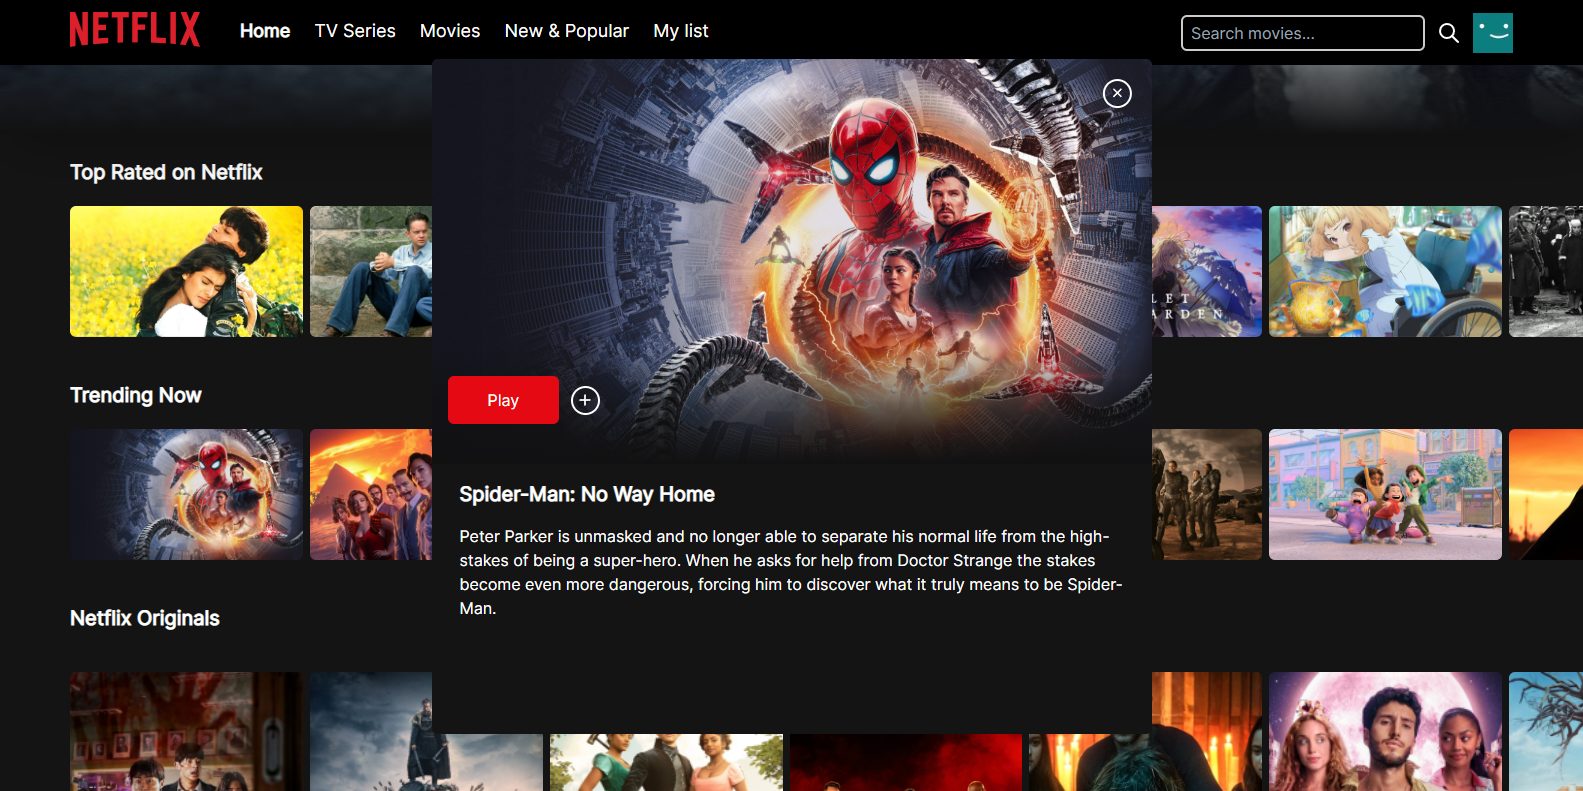 NETFLIX
Home
TV Series
Movies
New & Popular
My list
Search movies...
Top Rated on Netflix
LET
ARDEN
Play
Trending Now
Spider-Man: No Way Home
Peter Parker is unmasked and no longer able to separate his normal life from the high-
stakes of being a super-hero. When he asks for help from Doctor Strange the stakes
become even more dangerous, forcing him to discover what it truly means to be Spider-
Man.
Netflix Originals